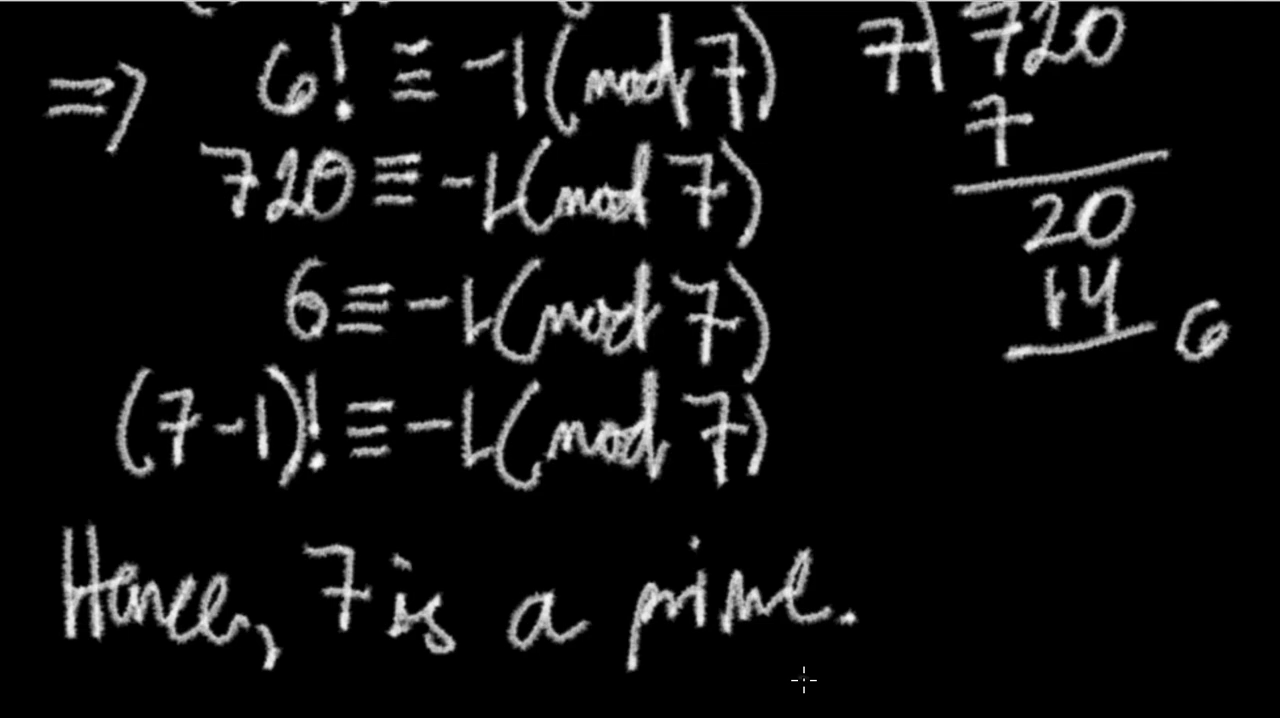 ⇒ 6! ≡ -1 (mod 7)
720 ≡ -1 (mod 7)
6 ≡ -1 (mod 7)
(7-1)! ≡ -1 (mod 7)
Hence, 7 is a prime.
7) 720
7
20
14
6